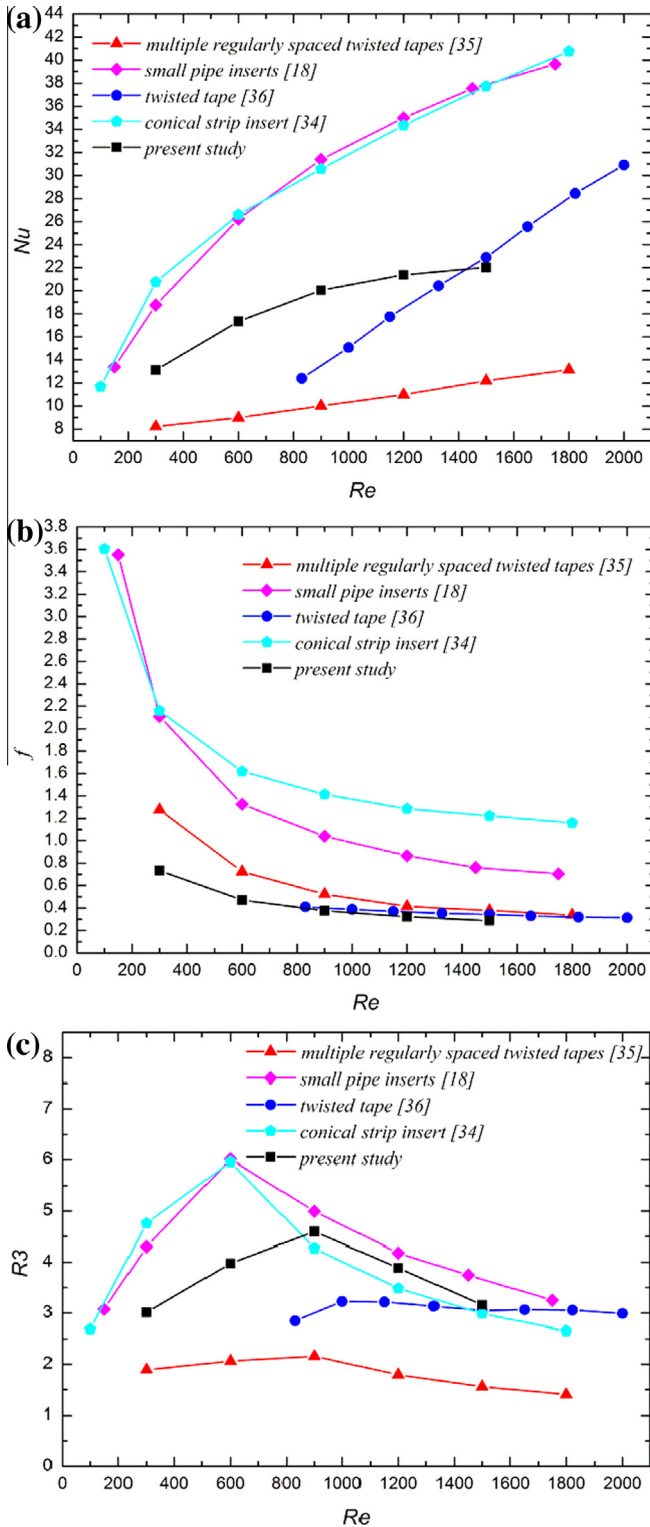 (a)
44
42
40
38
36
34
32
30
28
26
24
22
20
18
16
14
12
10
8
Nu
multiple regularly spaced twisted tapes [35]
small pipe inserts [18]
twisted tape [36]
conical strip insert [34]
present study
0 200 400 600 800 1000 1200 1400 1600 1800 2000
Re
(b)
3.8
3.6
3.4
3.2
3.0
2.8
2.6
2.4
2.2
2.0
1.8
1.6
1.4
1.2
1.0
0.8
0.6
0.4
0.2
0.0
f
multiple regularly spaced twisted tapes [35]
small pipe inserts [18]
twisted tape [36]
conical strip insert [34]
present study
0 200 400 600 800 1000 1200 1400 1600 1800 2000
Re
(c)
8
7
6
5
4
3
2
1
0
R3
multiple regularly spaced twisted tapes [35]
small pipe inserts [18]
twisted tape [36]
conical strip insert [34]
present study
0 200 400 600 800 1000 1200 1400 1600 1800 2000
Re